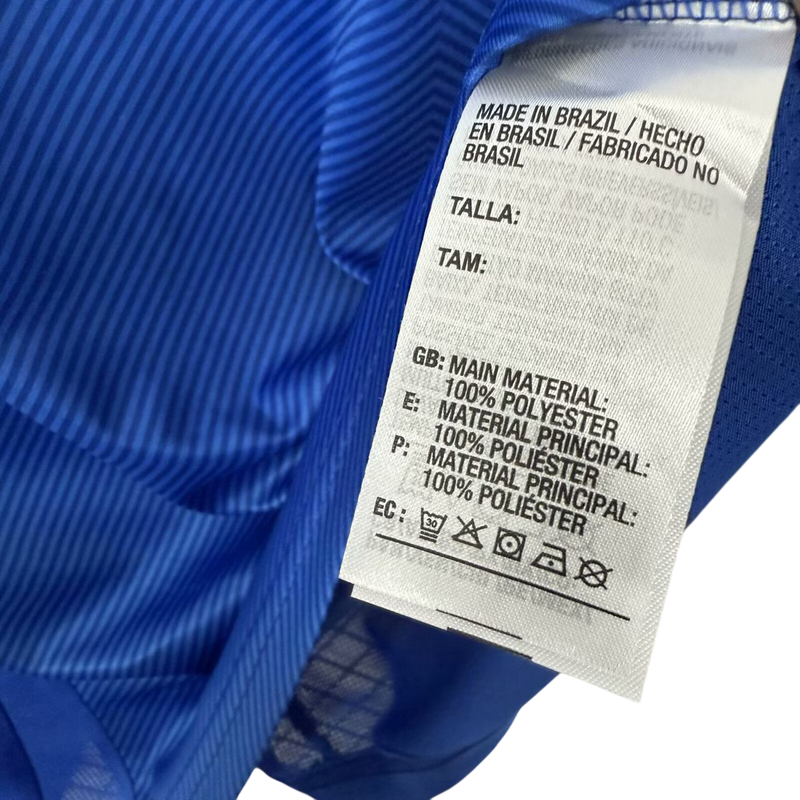 MADE IN BRAZIL / HECHO
EN BRASIL / FABRICADO NO
BRASIL
TALLA:
TAM:
GB: MAIN MATERIAL:
100% POLYESTER
E: MATERIAL PRINCIPAL:
100% POLIÉSTER
P: MATERIAL PRINCIPAL:
100% POLIÉSTER
EC: 30